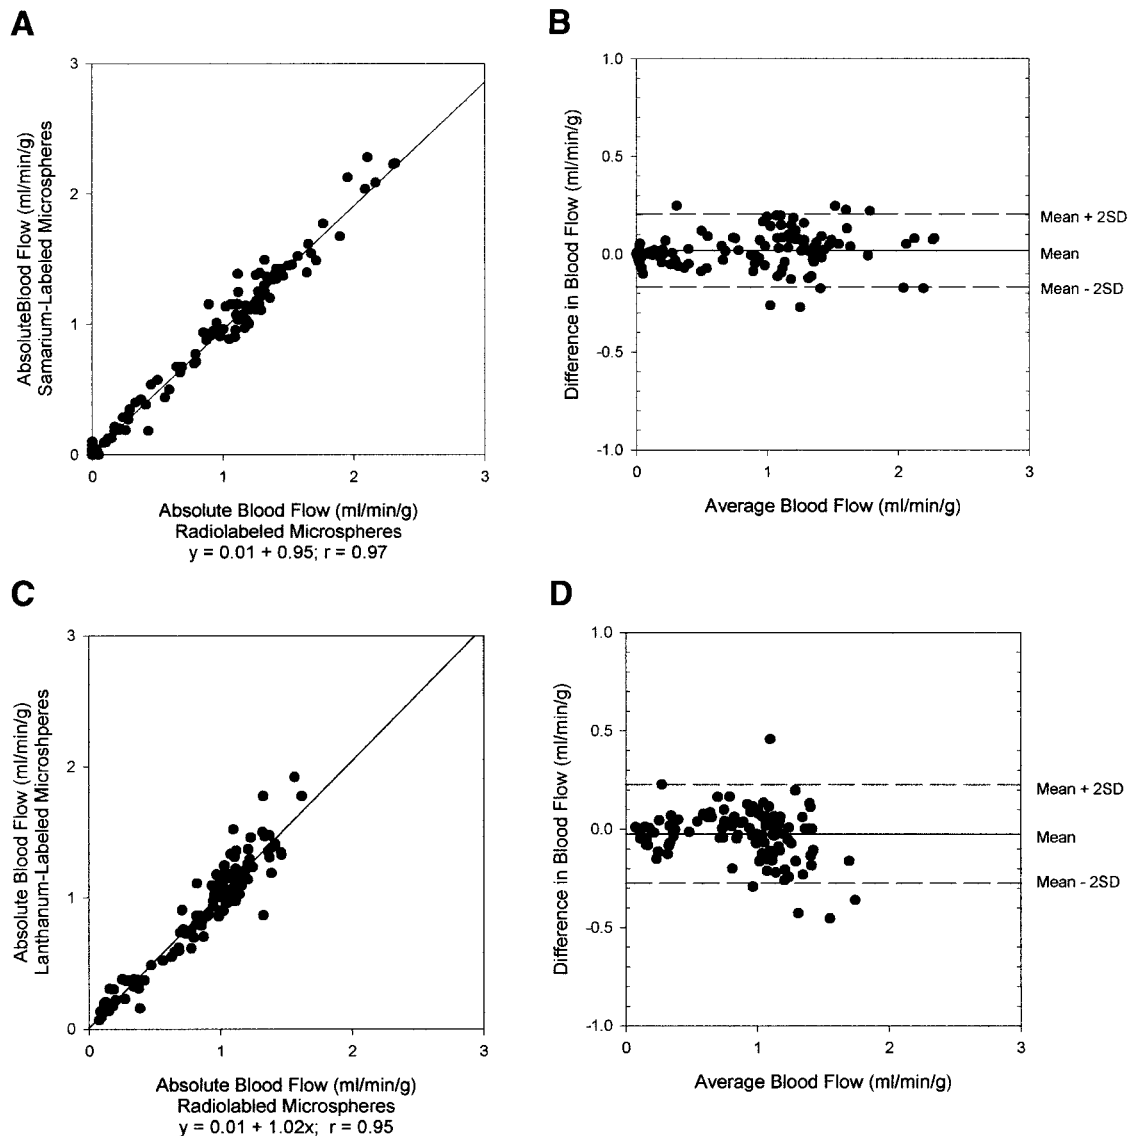 A
3
2
1
0
AbsoluteBlood Flow (ml/min/g)
Samarium-Labeled Microspheres
0 1 2 3
Absolute Blood Flow (ml/min/g)
Radiolabeled Microspheres
y = 0.01 + 0.95; r = 0.97
B
1.0
0.5
0.0
-0.5
-1.0
Difference in Blood Flow (ml/min/g)
Mean + 2SD
Mean
Mean - 2SD
0 1 2 3
Average Blood Flow (ml/min/g)
C
3
2
1
0
Absolute Blood Flow (ml/min/g)
Lanthanum-Labeled Microshperes
0 1 2 3
Absolute Blood Flow (ml/min/g)
Radiolabled Microspheres
y = 0.01 + 1.02x; r = 0.95
D
1.0
0.5
0.0
-0.5
-1.0
Difference in Blood Flow (ml/min/g)
Mean + 2SD
Mean
Mean - 2SD
0 1 2 3
Average Blood Flow (ml/min/g)